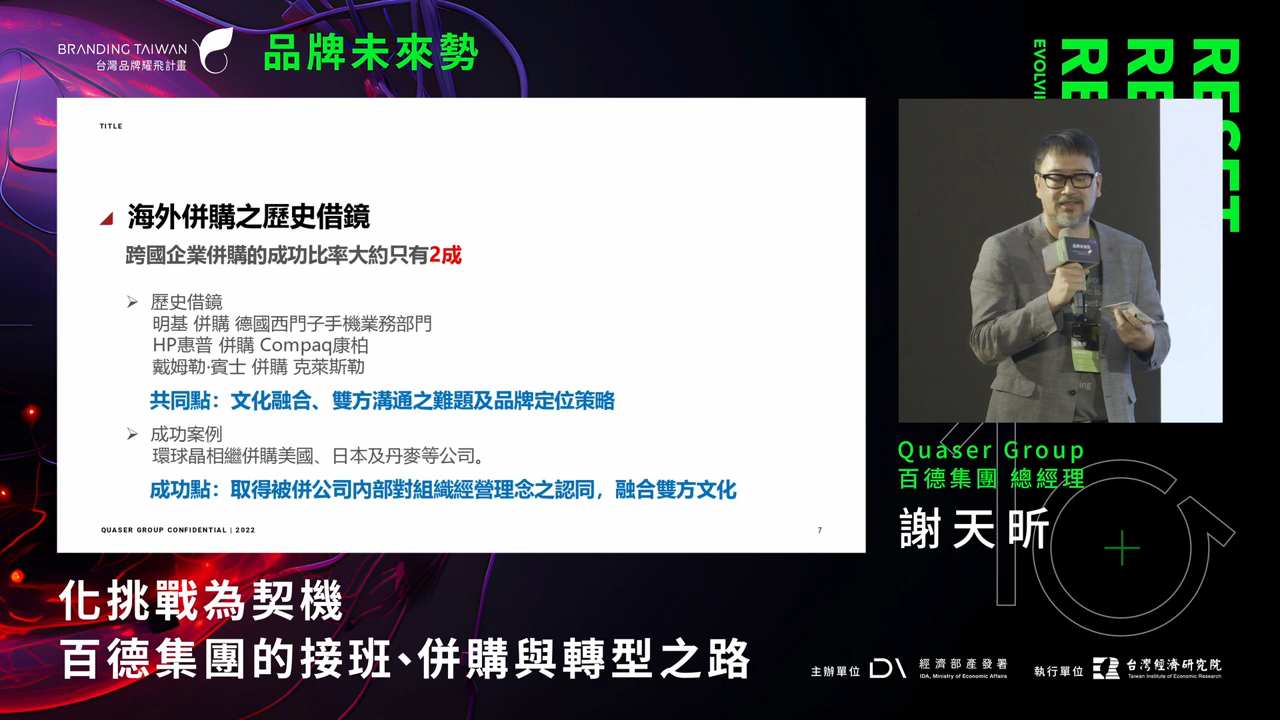 BRANDING TAIWAN
台灣品牌耀飛計畫
品牌未來勢
TITLE
海外併購之歷史借鏡
跨國企業併購的成功比率大約只有2成
歷史借鏡
明基 併購 德國西門子手機業務部門
HP惠普 併購 Compaq康柏
戴姆勒·賓士 併購 克萊斯勒
共同點：文化融合、雙方溝通之難題及品牌定位策略
成功案例
環球晶相繼併購美國、日本及丹麥等公司。
成功點：取得被併公司內部對組織經營理念之認同，融合雙方文化
QUASER GROUP CONFIDENTIAL | 2022
7
Quaser Group
百德集團 總經理
謝天昕
化挑戰為契機
百德集團的接班、併購與轉型之路
主辦單位
經濟部產發署
IDA, Ministry of Economic Affairs
執行單位
台灣經濟研究院
Taiwan Institute of Economic Research